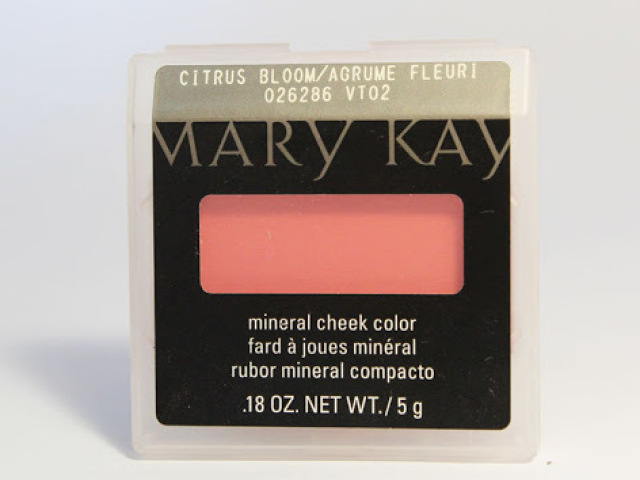 CITRUS BLOOM/AGRUME FLEURI
026286 VT02
MARY KAY
mineral cheek color
fard à joues minéral
rubor mineral compacto
.18 OZ. NET WT./5 g